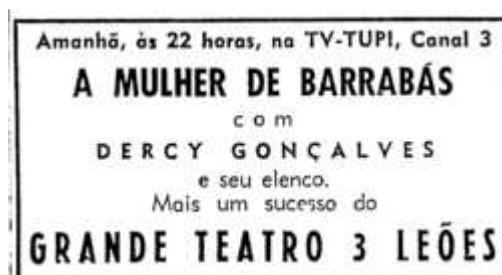 Amanhã, às 22 horas, na TV-TUPI, Canal 3
A MULHER DE BARRABÁS
com
DERCY GONÇALVES
e seu elenco.
Mais um sucesso do
GRANDE TEATRO 3 LEÕES